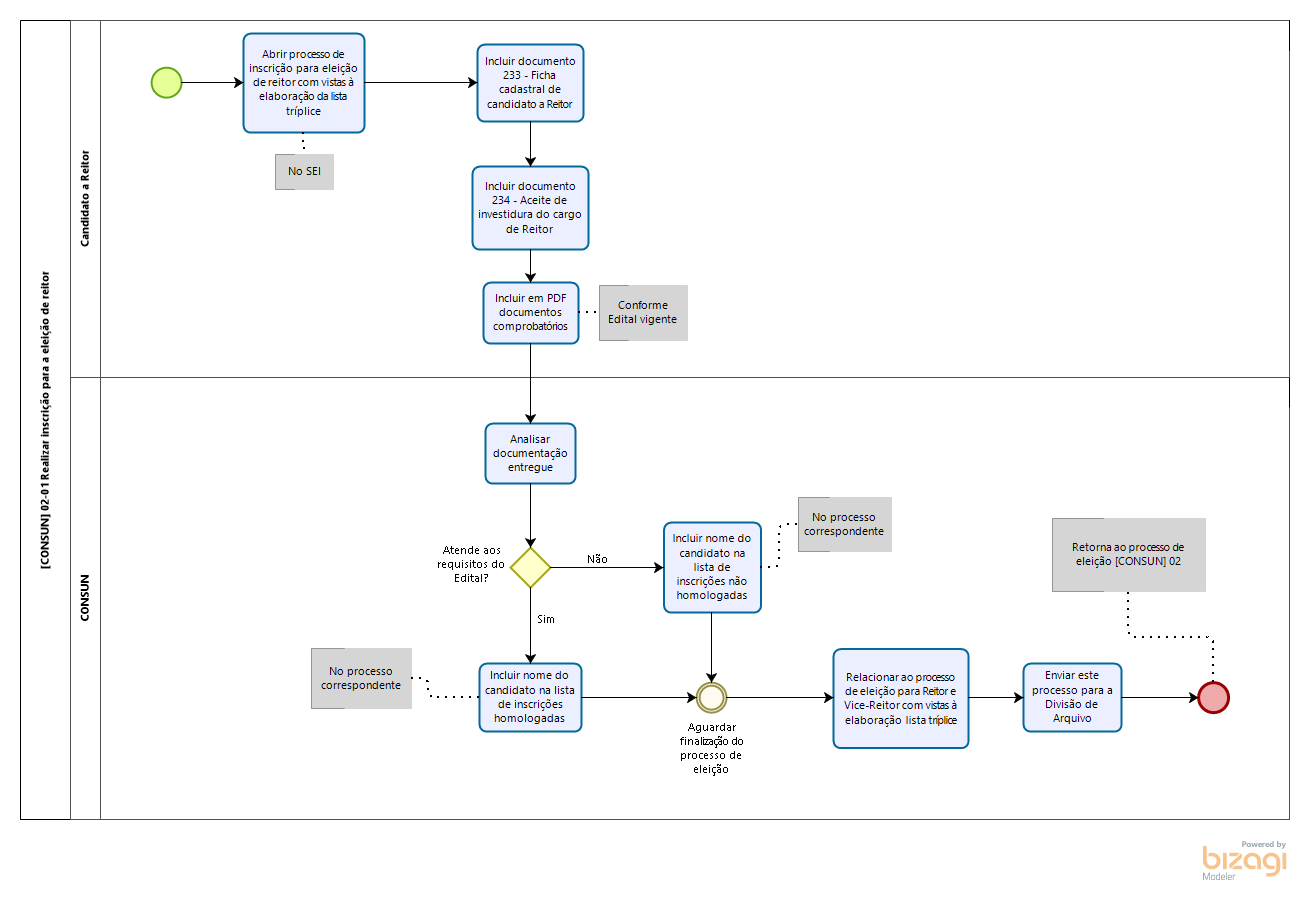 [CONSUN] 02-01 Realizar inscrição para a eleição de reitor
Candidato a Reitor
Abrir processo de
inscrição para eleição
de reitor com vistas à
elaboração da lista
tríplice
No SEI
Incluir documento
233 - Ficha
cadastral de
candidato a Reitor
Incluir documento
234 - Aceite de
investidura do cargo
de Reitor
Incluir em PDF
documentos
comprobatórios
Conforme
Edital vigente
CONSUN
Analisar
documentação
entregue
Atende aos
requisitos do
Edital?
Não
Sim
Incluir nome do
candidato na
lista de
inscrições não
homologadas
No processo
correspondente
No processo
correspondente
Incluir nome do
candidato na lista
de inscrições
homologadas
Aguardar
finalização do
processo de
eleição
Relacionar ao processo
de eleição para Reitor e
Vice-Reitor com vistas à
elaboração lista tríplice
Enviar este
processo para a
Divisão de
Arquivo
Retorna ao processo de
eleição [CONSUN] 02
Powered by
bizagi
Modeler